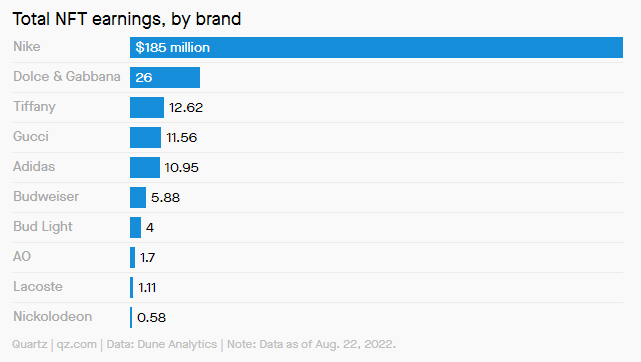 Total NFT earnings, by brand
Nike $185 million
Dolce & Gabbana 26
Tiffany 12.62
Gucci 11.56
Adidas 10.95
Budweiser 5.88
Bud Light 4
AO 1.7
Lacoste 1.11
Nickolodeon 0.58
Quartz | qz.com | Data: Dune Analytics | Note: Data as of Aug. 22, 2022.